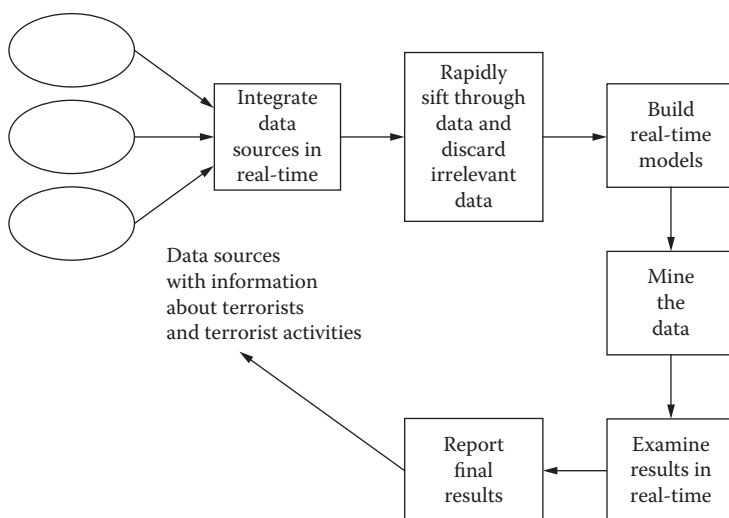 Integrate
data
sources in
real-time
Rapidly
sift through
data and
discard
irrelevant
data
Build
real-time
models
Data sources
with information
about terrorists
and terrorist activities
Mine
the
data
Report
final
results
Examine
results in
real-time